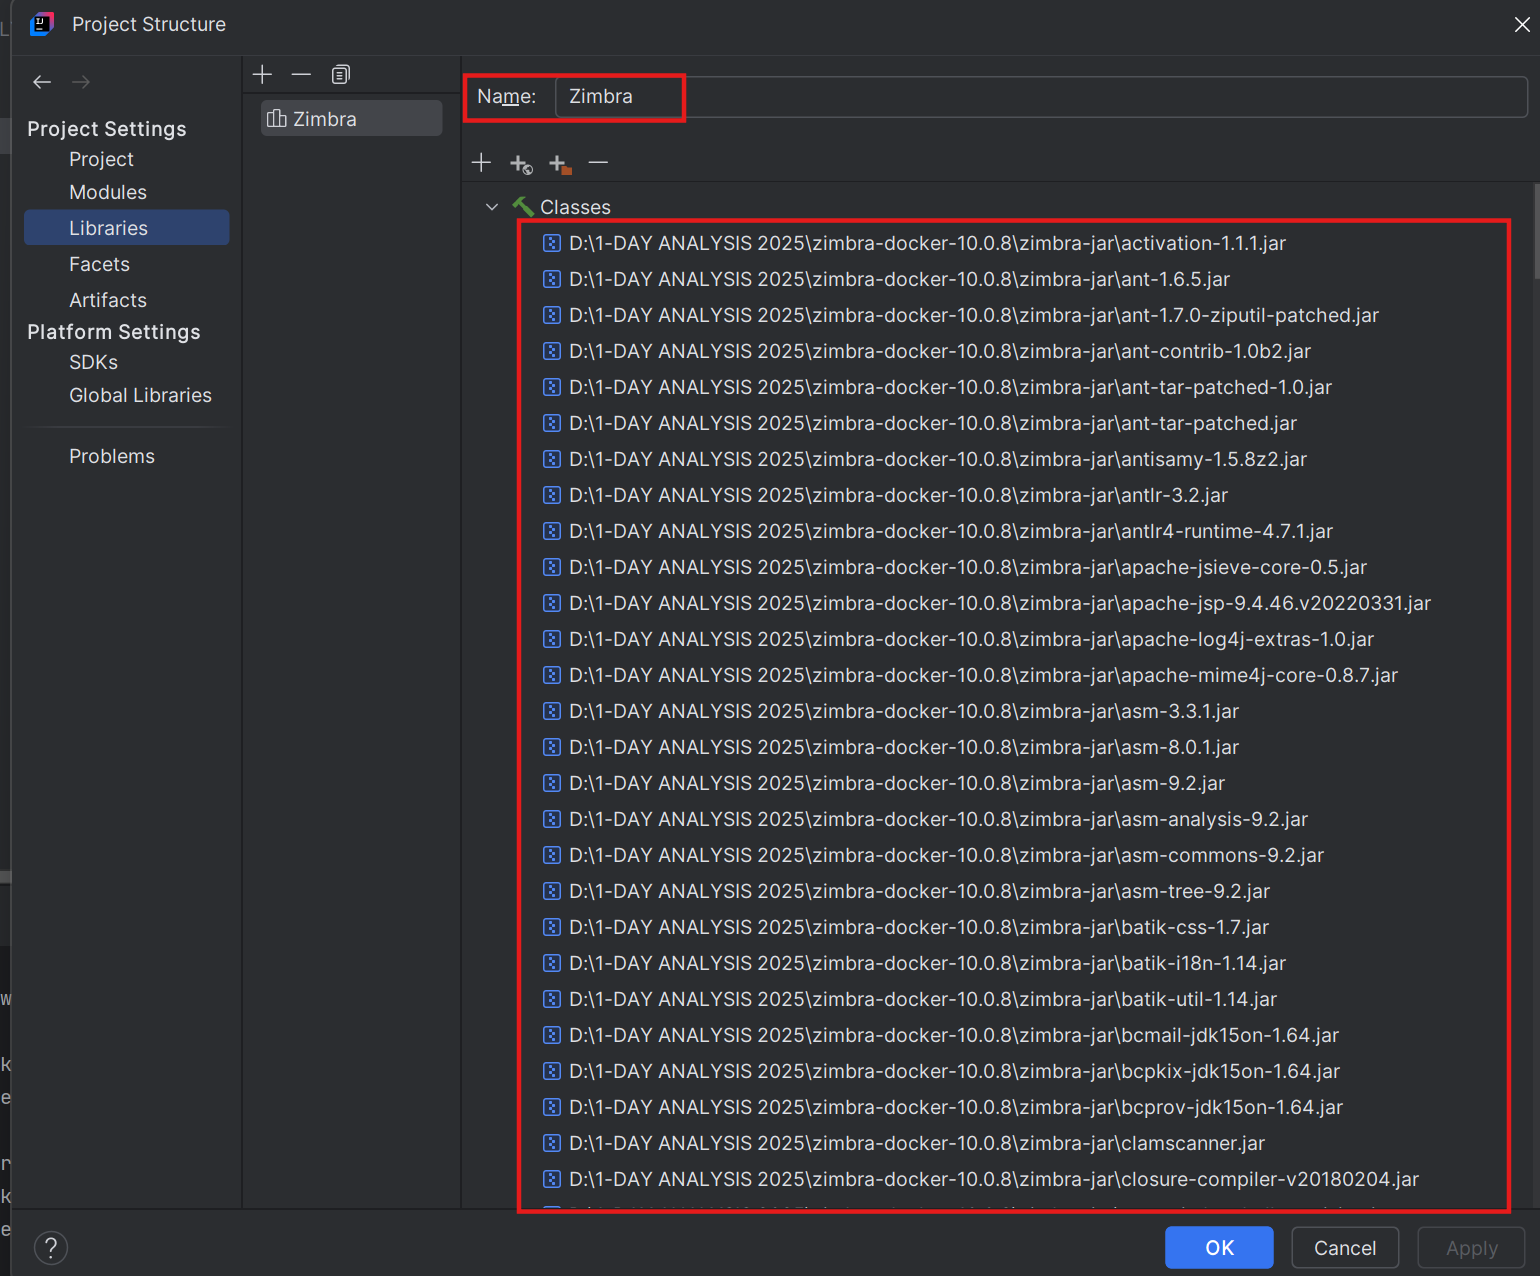 Project Structure
Project Settings
Project
Modules
Libraries
Facets
Artifacts
Platform Settings
SDKs
Global Libraries
Problems
Zimbra
Name: Zimbra
Classes
D:\1-DAY ANALYSIS 2025\zimbra-docker-10.0.8\zimbra-jar\activation-1.1.1.jar
D:\1-DAY ANALYSIS 2025\zimbra-docker-10.0.8\zimbra-jar\ant-1.6.5.jar
D:\1-DAY ANALYSIS 2025\zimbra-docker-10.0.8\zimbra-jar\ant-1.7.0-ziputil-patched.jar
D:\1-DAY ANALYSIS 2025\zimbra-docker-10.0.8\zimbra-jar\ant-contrib-1.0b2.jar
D:\1-DAY ANALYSIS 2025\zimbra-docker-10.0.8\zimbra-jar\ant-tar-patched-1.0.jar
D:\1-DAY ANALYSIS 2025\zimbra-docker-10.0.8\zimbra-jar\ant-tar-patched.jar
D:\1-DAY ANALYSIS 2025\zimbra-docker-10.0.8\zimbra-jar\antisamy-1.5.8z2.jar
D:\1-DAY ANALYSIS 2025\zimbra-docker-10.0.8\zimbra-jar\antlr-3.2.jar
D:\1-DAY ANALYSIS 2025\zimbra-docker-10.0.8\zimbra-jar\antlr4-runtime-4.7.1.jar
D:\1-DAY ANALYSIS 2025\zimbra-docker-10.0.8\zimbra-jar\apache-jsieve-core-0.5.jar
D:\1-DAY ANALYSIS 2025\zimbra-docker-10.0.8\zimbra-jar\apache-jsp-9.4.46.v20220331.jar
D:\1-DAY ANALYSIS 2025\zimbra-docker-10.0.8\zimbra-jar\apache-log4j-extras-1.0.jar
D:\1-DAY ANALYSIS 2025\zimbra-docker-10.0.8\zimbra-jar\apache-mime4j-core-0.8.7.jar
D:\1-DAY ANALYSIS 2025\zimbra-docker-10.0.8\zimbra-jar\asm-3.3.1.jar
D:\1-DAY ANALYSIS 2025\zimbra-docker-10.0.8\zimbra-jar\asm-8.0.1.jar
D:\1-DAY ANALYSIS 2025\zimbra-docker-10.0.8\zimbra-jar\asm-9.2.jar
D:\1-DAY ANALYSIS 2025\zimbra-docker-10.0.8\zimbra-jar\asm-analysis-9.2.jar
D:\1-DAY ANALYSIS 2025\zimbra-docker-10.0.8\zimbra-jar\asm-commons-9.2.jar
D:\1-DAY ANALYSIS 2025\zimbra-docker-10.0.8\zimbra-jar\asm-tree-9.2.jar
D:\1-DAY ANALYSIS 2025\zimbra-docker-10.0.8\zimbra-jar\batik-css-1.7.jar
D:\1-DAY ANALYSIS 2025\zimbra-docker-10.0.8\zimbra-jar\batik-i18n-1.14.jar
D:\1-DAY ANALYSIS 2025\zimbra-docker-10.0.8\zimbra-jar\batik-util-1.14.jar
D:\1-DAY ANALYSIS 2025\zimbra-docker-10.0.8\zimbra-jar\bcmail-jdk15on-1.64.jar
D:\1-DAY ANALYSIS 2025\zimbra-docker-10.0.8\zimbra-jar\bcpkix-jdk15on-1.64.jar
D:\1-DAY ANALYSIS 2025\zimbra-docker-10.0.8\zimbra-jar\bcprov-jdk15on-1.64.jar
D:\1-DAY ANALYSIS 2025\zimbra-docker-10.0.8\zimbra-jar\clamscanner.jar
D:\1-DAY ANALYSIS 2025\zimbra-docker-10.0.8\zimbra-jar\closure-compiler-v20180204.jar
?
OK
Cancel
Apply